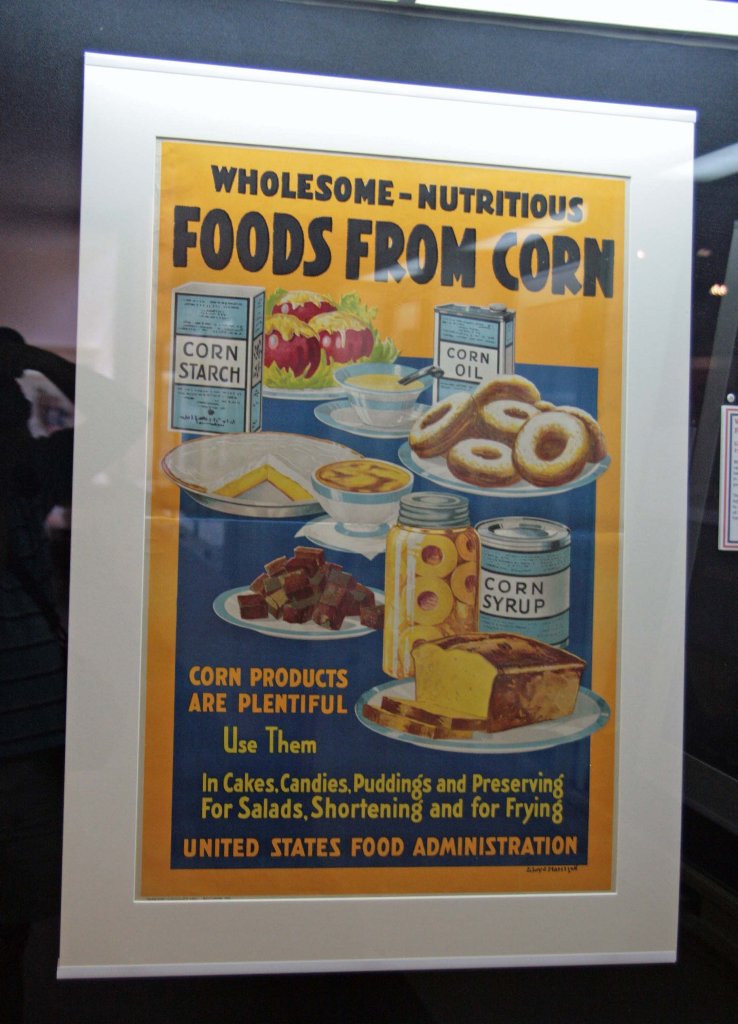 WHOLESOME - NUTRITIOUS
FOODS FROM CORN
CORN
STARCH
CORN
OIL
CORN
SYRUP
CORN PRODUCTS
ARE PLENTIFUL
Use Them
In Cakes, Candies, Puddings and Preserving
For Salads, Shortening and for Frying
UNITED STATES FOOD ADMINISTRATION